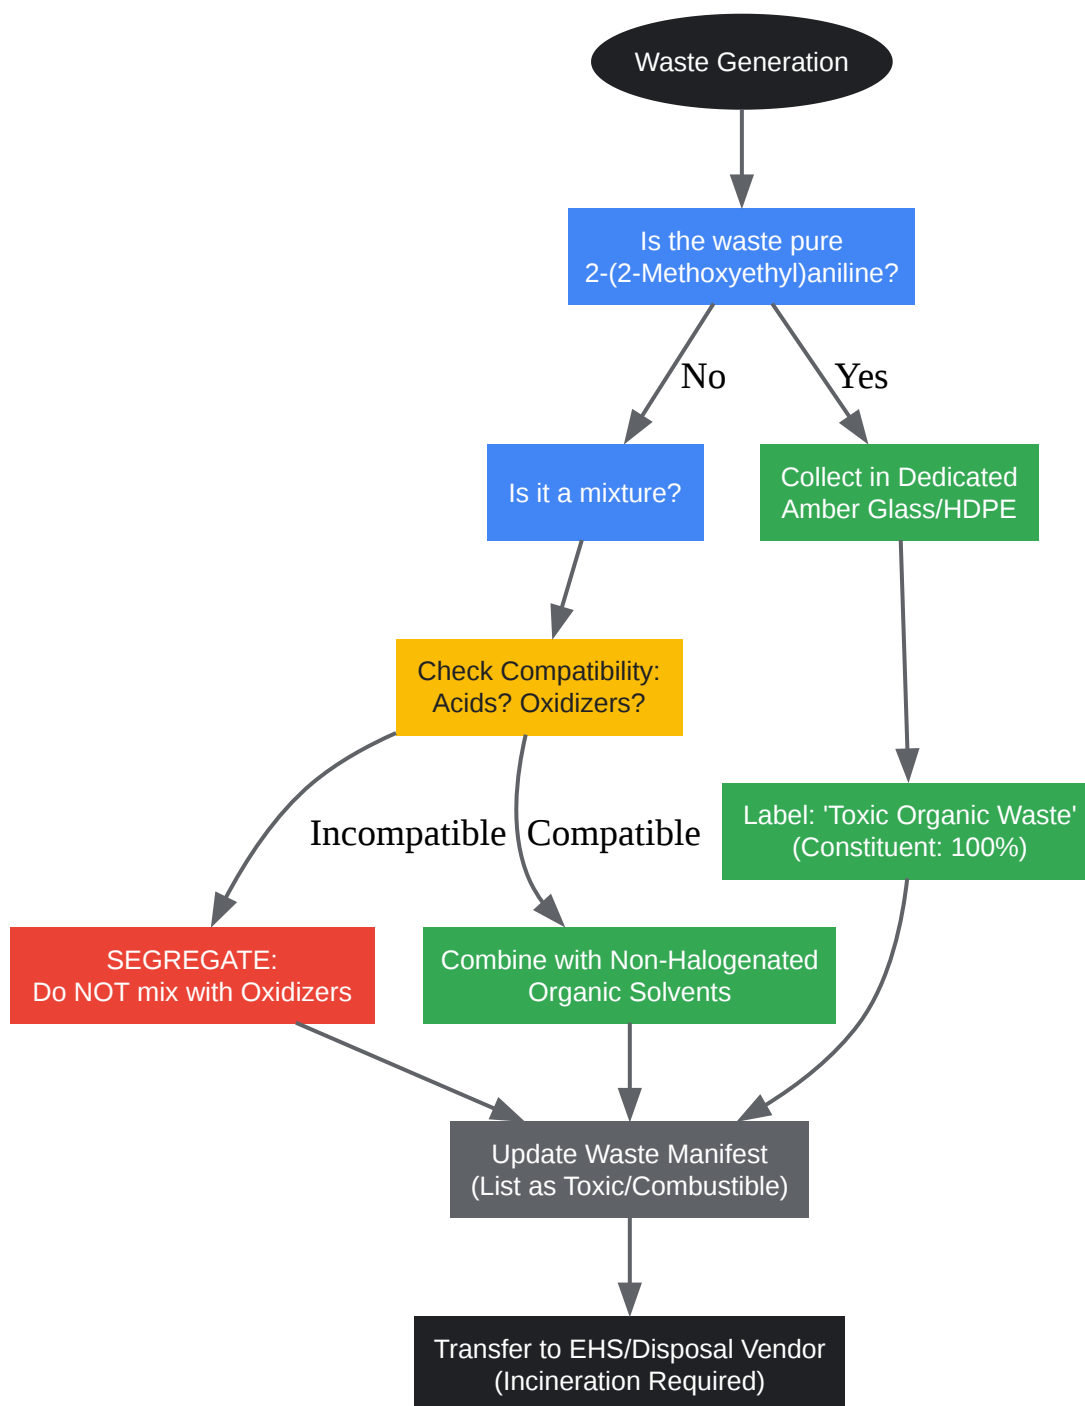 Waste Generation
Is the waste pure
2-(2-Methoxyethyl)aniline?
No
Yes
Is it a mixture?
Collect in Dedicated
Amber Glass/HDPE
Check Compatibility:
Acids? Oxidizers?
Incompatible
Compatible
Label: 'Toxic Organic Waste'
(Constituent: 100%)
SEGREGATE:
Do NOT mix with Oxidizers
Combine with Non-Halogenated
Organic Solvents
Update Waste Manifest
(List as Toxic/Combustible)
Transfer to EHS/Disposal Vendor
(Incineration Required)